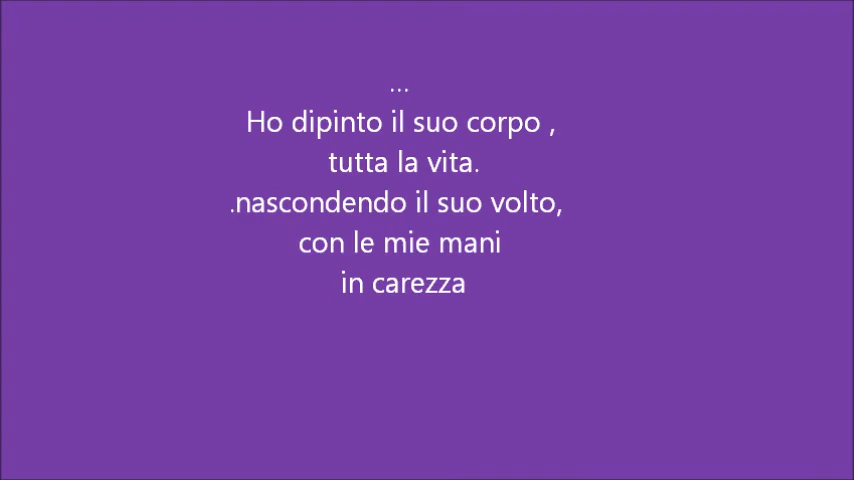 ...
Ho dipinto il suo corpo ,
tutta la vita.
.nascondendo il suo volto,
con le mie mani
in carezza